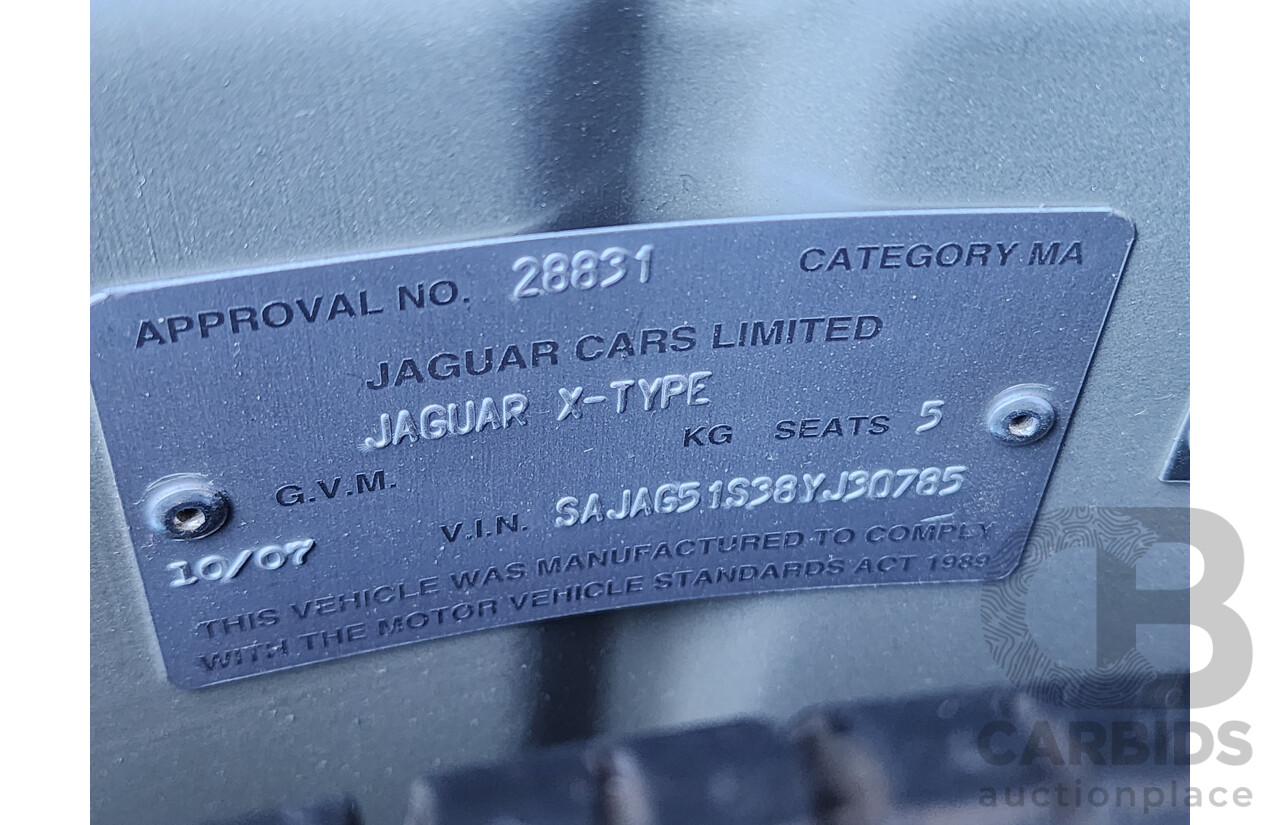 APPROVAL NO. 28831 CATEGORY MA
JAGUAR CARS LIMITED
JAGUAR X-TYPE
G.V.M. KG SEATS 5
V.I.N. SAJAG51S38YJ30785
10/07
THIS VEHICLE WAS MANUFACTURED TO COMPLY
WITH THE MOTOR VEHICLE STANDARDS ACT 1989
CB
CARBIDS
auctionplace